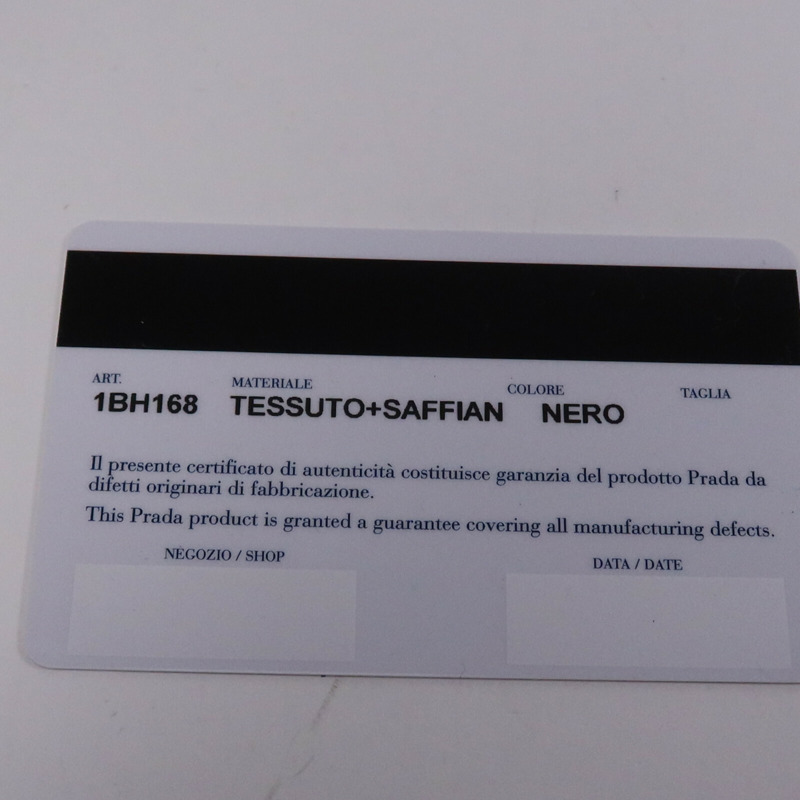 ART. MATERIALE COLORE TAGLIA
1BH168 TESSUTO+SAFFIAN NERO
Il presente certificato di autenticità costituisce garanzia del prodotto Prada da
difetti originari di fabbricazione.
This Prada product is granted a guarantee covering all manufacturing defects.
NEGOZIO / SHOP DATA / DATE